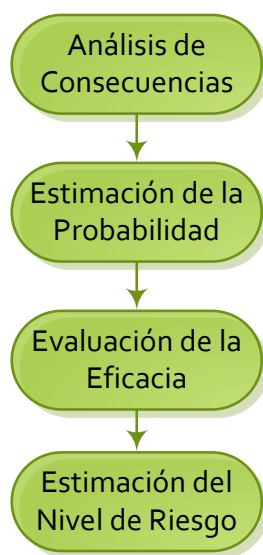 Análisis de
Consecuencias
Estimación de la
Probabilidad
Evaluación de la
Eficacia
Estimación del
Nivel de Riesgo